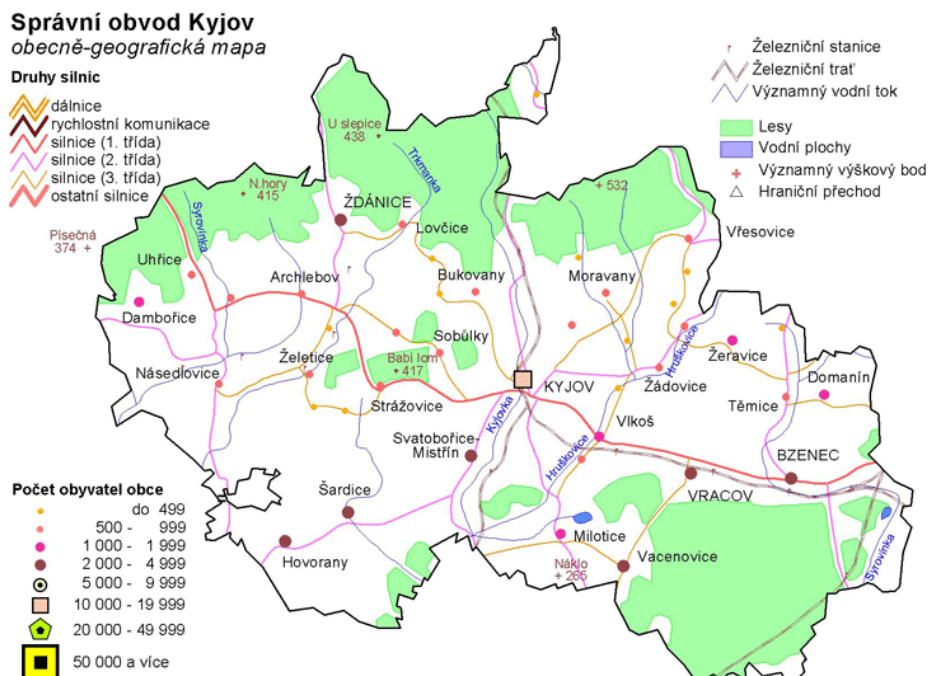 Správní obvod Kyjov
obecně-geografická mapa
Druhy silnic
dálnice
rychlostní komunikace
silnice (1. třída)
silnice (2. třída)
silnice (3. třída)
ostatní silnice
Železniční stanice
Železniční trať
Významný vodní tok
Lesy
Vodní plochy
Významný výškový bod
Hraniční přechod
U slepice
438
Trkmanka
N.hory
415
532
ŽDÁNICE
Syrovínka
Lovčice
Písečná
374
Vřesovice
Uhřice
Archlebov
Bukovany
Moravany
Dambořice
Sobůlky
Hruškovice
Žeravice
Babí lom
417
Násedlovice
Želetice
KYJOV
Žádovice
Domanín
Strážovice
Těmice
Kyjovka
Vlkoš
Svatobořice-
Mistřín
Hruškovice
BZENEC
Šardice
VRACOV
Milotice
Hovorany
Náklo
265
Vacenovice
Syrovínka
Počet obyvatel obce
do 499
500 - 999
1 000 - 1 999
2 000 - 4 999
5 000 - 9 999
10 000 - 19 999
20 000 - 49 999
50 000 a více